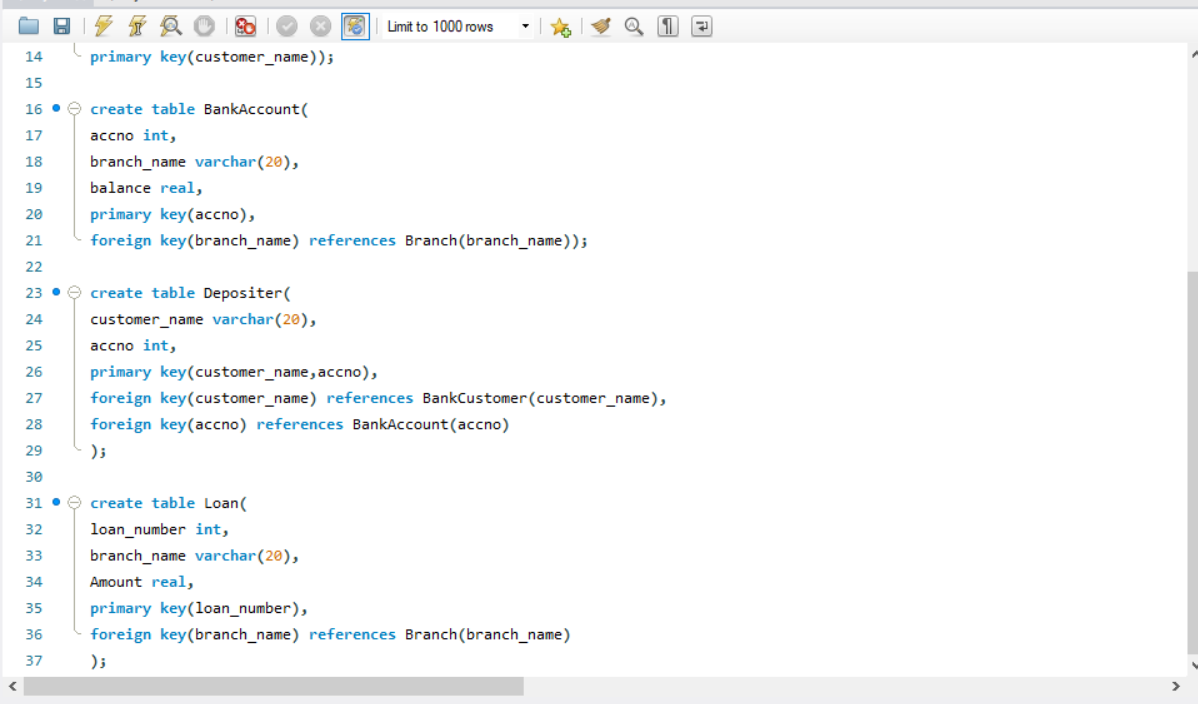 Limit to 1000 rows
14 primary key(customer_name));
15
16 create table BankAccount(
17 accno int,
18 branch_name varchar(20),
19 balance real,
20 primary key(accno),
21 foreign key(branch_name) references Branch(branch_name));
22
23 create table Depositer(
24 customer_name varchar(20),
25 accno int,
26 primary key(customer_name,accno),
27 foreign key(customer_name) references BankCustomer(customer_name),
28 foreign key(accno) references BankAccount(accno)
29 );
30
31 create table Loan(
32 loan_number int,
33 branch_name varchar(20),
34 Amount real,
35 primary key(loan_number),
36 foreign key(branch_name) references Branch(branch_name)
37 );